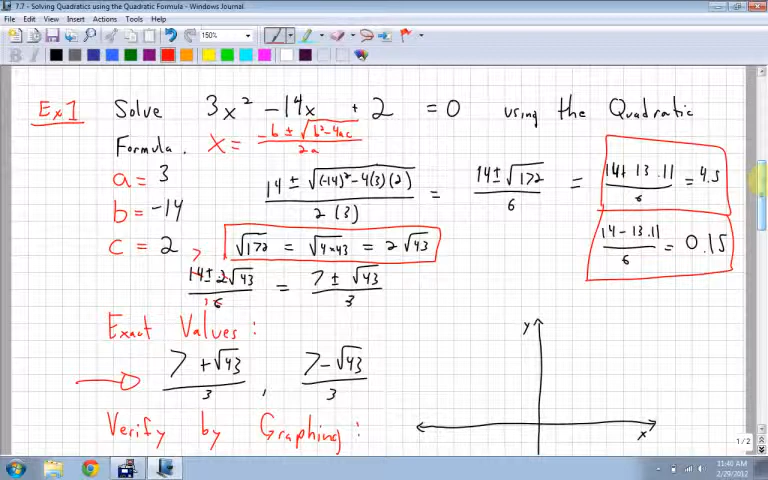 7.7 - Solving Quadratics using the Quadratic Formula - Windows Journal
File Edit View Insert Actions Tools Help
150%
B I
Ex1 Solve 3x² - 14x + 2 = 0 using the Quadratic
Formula. x = -b ± √b² - 4ac / 2a
a = 3
b = -14
c = 2
14 ± √(-14)² - 4(3)(2) / 2(3) = 14 ± √172 / 6 = 14 + 13.11 / 6 = 4.5
14 - 13.11 / 6 = 0.15
√172 = √4×43 = 2√43
7
14 ± 2√43 / 6 = 7 ± √43 / 3
Exact Values:
7 + √43 / 3 , 7 - √43 / 3
Verify by Graphing:
y
x
1 / 2
11:40 AM
2/29/2012